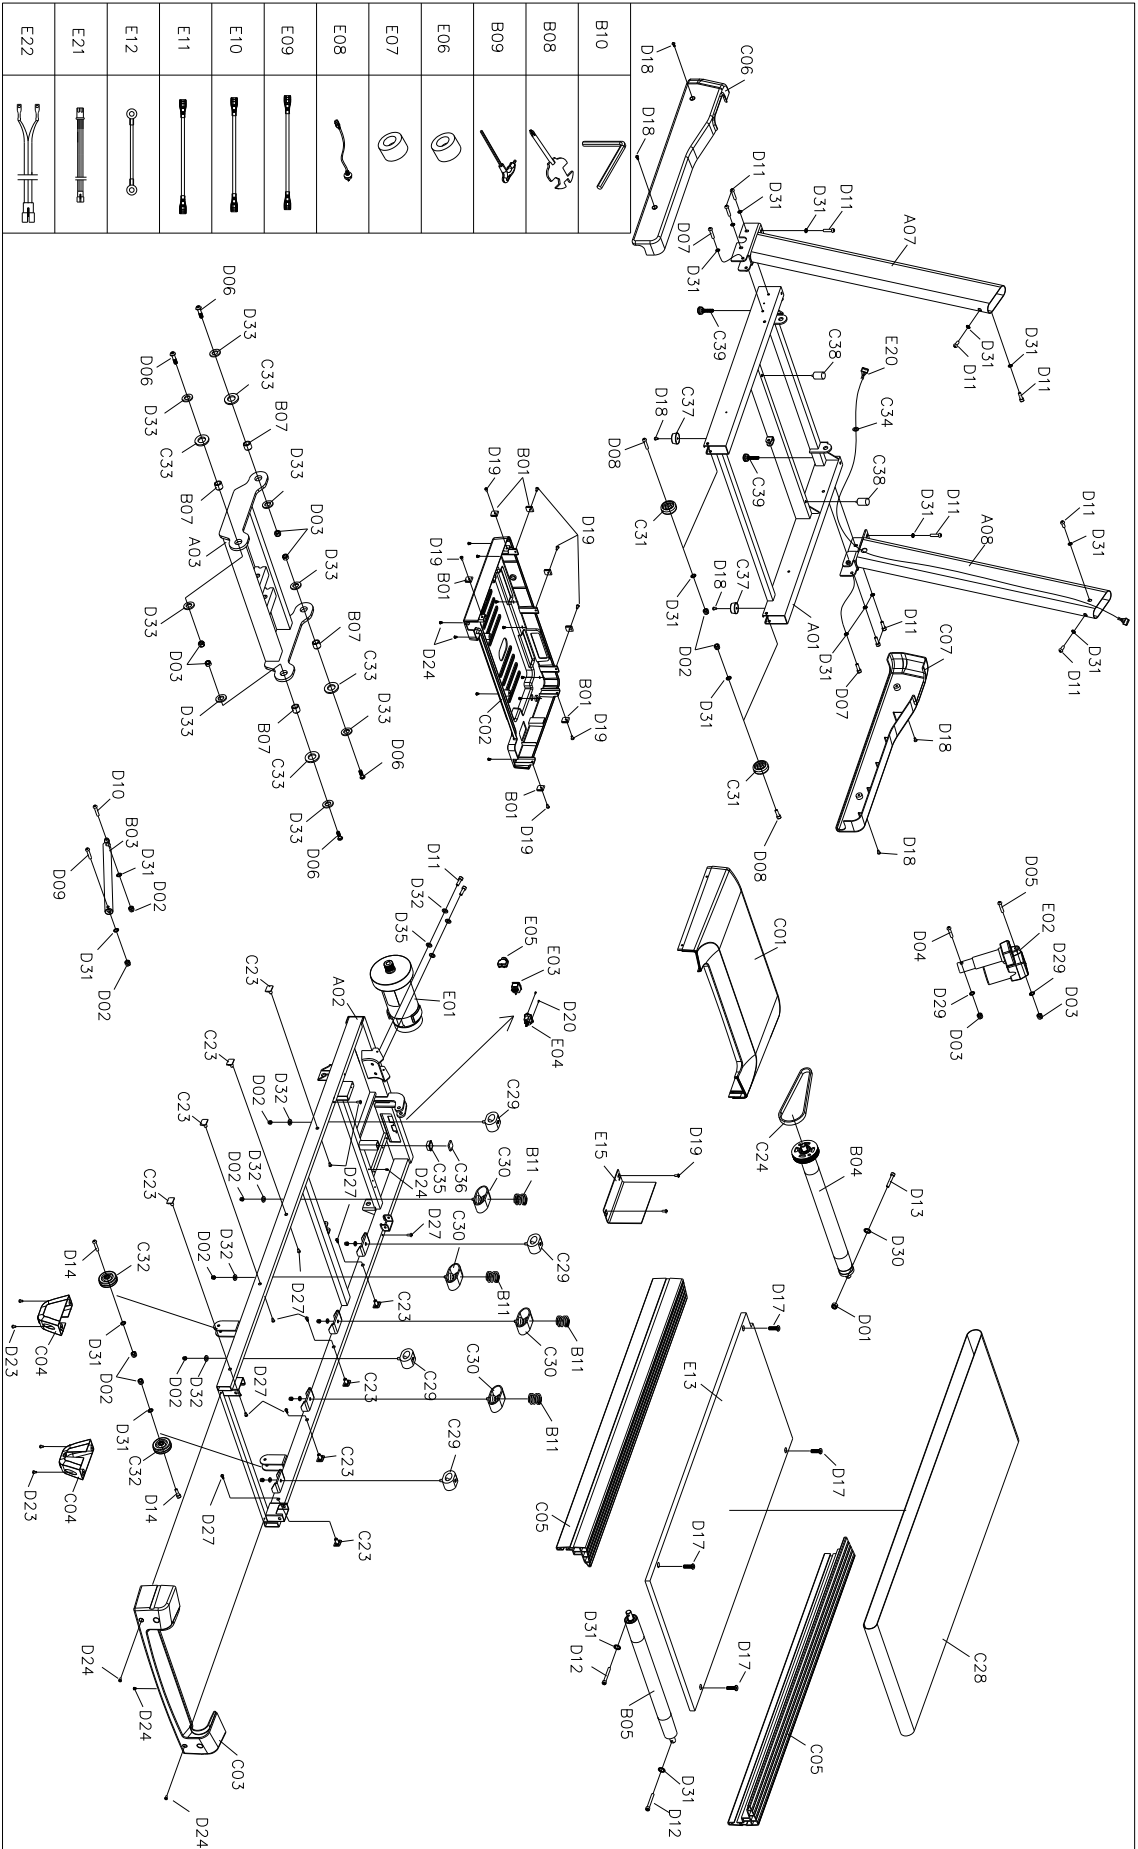 B10
B08
B09
E06
E07
E08
E09
E10
E11
E12
E21
E22
C06
D18
D18
D11
D31
D31
D11
D07
D31
A07
D31
D11
D31
D11
C39
C38
E20
C34
D18
C37
D08
C39
C38
C31
D31
D02
D18
C37
A01
D31
D11
A08
D11
D31
D11
D31
D07
D31
D11
C07
D18
D18
D31
C31
D08
D06
D33
C33
D06
B07
D33
C33
B07
A03
D33
D03
D33
D33
D03
D33
B07
C33
D33
D06
B07
C33
D33
D06
D19
B01
D19
D19
B01
D24
C02
B01
D19
B01
D19
D10
B03
D31
D02
D09
D31
D02
D05
E02
D04
D29
D03
D29
D03
C01
D11
D32
D35
E05
E03
D20
E04
E01
A02
C23
C23
C23
C23
D02
D32
D02
D32
D02
D32
D02
D32
C29
C36
C35
D24
D27
C30
B11
D27
C29
C30
B11
C23
D27
C30
B11
C29
C23
D27
C30
B11
C23
C29
D27
C23
D14
C32
D31
D02
D23
C04
D31
C32
D14
D23
C04
D24
D24
C03
D24
C24
B04
D13
D30
D01
E15
D19
D17
E13
D17
D17
D17
C05
C28
C05
D31
D12
B05
D31
D12